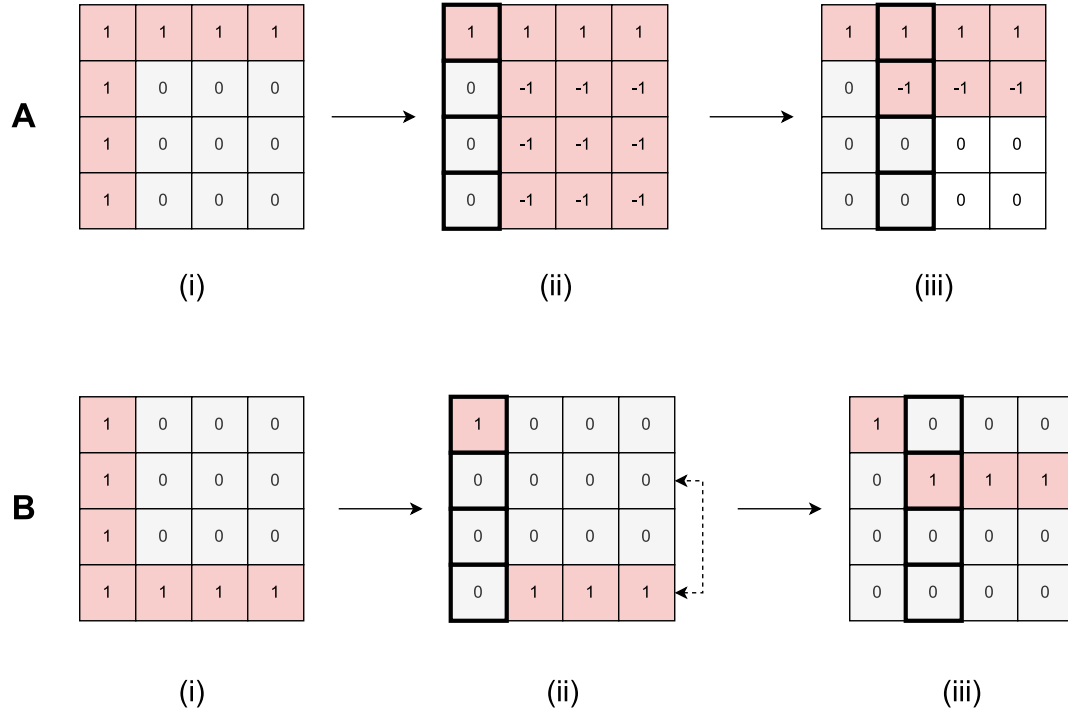 1 1 1 1 1 1 1 1 1 1 1 1
1 0 0 0 0 -1 -1 -1 0 -1 -1 -1
A
1 0 0 0 0 -1 -1 -1 0 0 0 0
1 0 0 0 0 -1 -1 -1 0 0 0 0
(i) (ii) (iii)
1 0 0 0 1 0 0 0 1 0 0 0
1 0 0 0 0 0 0 0 0 1 1 1
B
1 0 0 0 0 0 0 0 0 0 0 0
1 1 1 1 0 1 1 1 0 0 0 0
(i) (ii) (iii)